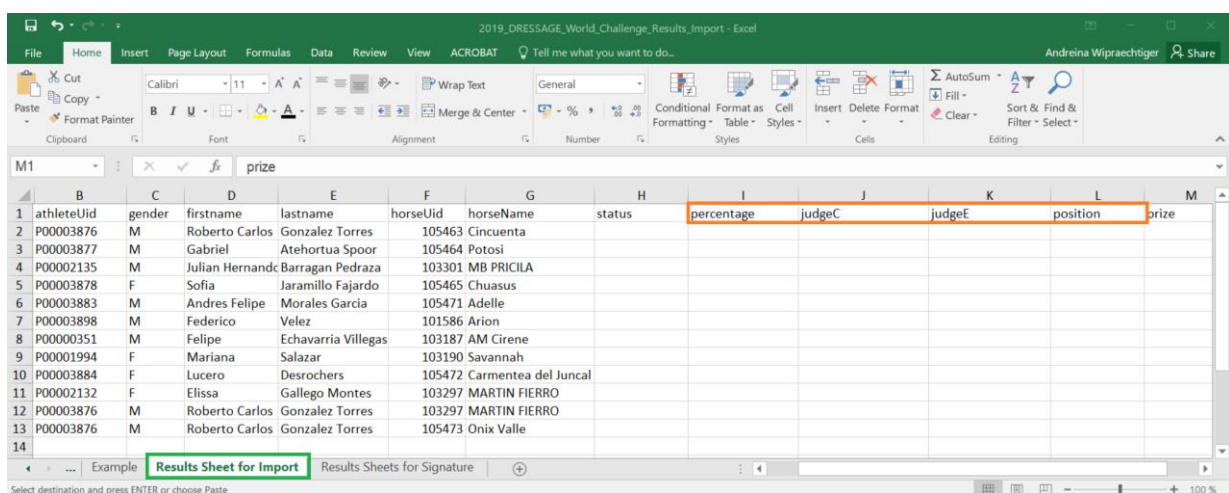 2019_DRESSAGE_World_Challenge_Results_Import - Excel
File Home Insert Page Layout Formulas Data Review View ACROBAT Tell me what you want to do... Andreina Wipraechtiger Share
Cut Calibri 11 Wrap Text General AutoSum
Copy Fill
Paste Format Painter B I U Merge & Center % Conditional Formatting Format as Table Cell Styles Insert Delete Format Clear Sort & Filter Find & Select
Clipboard Font Alignment Number Styles Cells Editing
M1 fx prize
B C D E F G H I J K L M
1 athleteUid gender firstname lastname horseUid horseName status percentage judgeC judgeE position prize
2 P00003876 M Roberto Carlos Gonzalez Torres 105463 Cincuenta
3 P00003877 M Gabriel Atehortua Spoor 105464 Potosi
4 P00002135 M Julian Hernando Barragan Pedraza 103301 MB PRICILA
5 P00003878 F Sofia Jaramillo Fajardo 105465 Chuasus
6 P00003883 M Andres Felipe Morales Garcia 105471 Adelle
7 P00003898 M Federico Velez 101586 Arion
8 P00000351 M Felipe Echavarria Villegas 103187 AM Cirene
9 P00001994 F Mariana Salazar 103190 Savannah
10 P00003884 F Lucero Desrochers 105472 Carmentea del Juncal
11 P00002132 F Elissa Gallego Montes 103297 MARTIN FIERRO
12 P00003876 M Roberto Carlos Gonzalez Torres 103297 MARTIN FIERRO
13 P00003876 M Roberto Carlos Gonzalez Torres 105473 Onix Valle
14
... Example Results Sheet for Import Results Sheets for Signature
Select destination and press ENTER or choose Paste 100 %